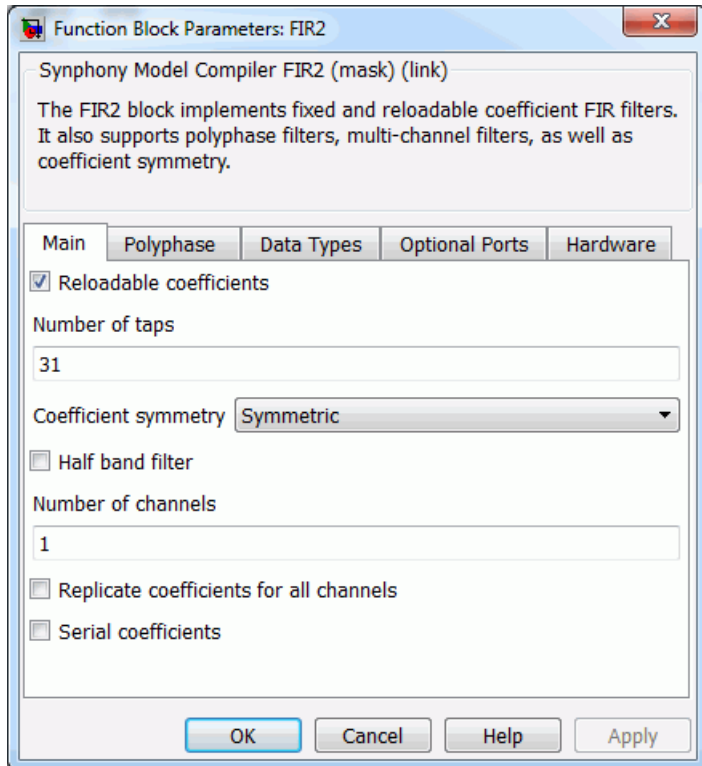 Function Block Parameters: FIR2
Synphony Model Compiler FIR2 (mask) (link)
The FIR2 block implements fixed and reloadable coefficient FIR filters.
It also supports polyphase filters, multi-channel filters, as well as
coefficient symmetry.
Main Polyphase Data Types Optional Ports Hardware
Reloadable coefficients
Number of taps
31
Coefficient symmetry Symmetric
Half band filter
Number of channels
1
Replicate coefficients for all channels
Serial coefficients
OK Cancel Help Apply